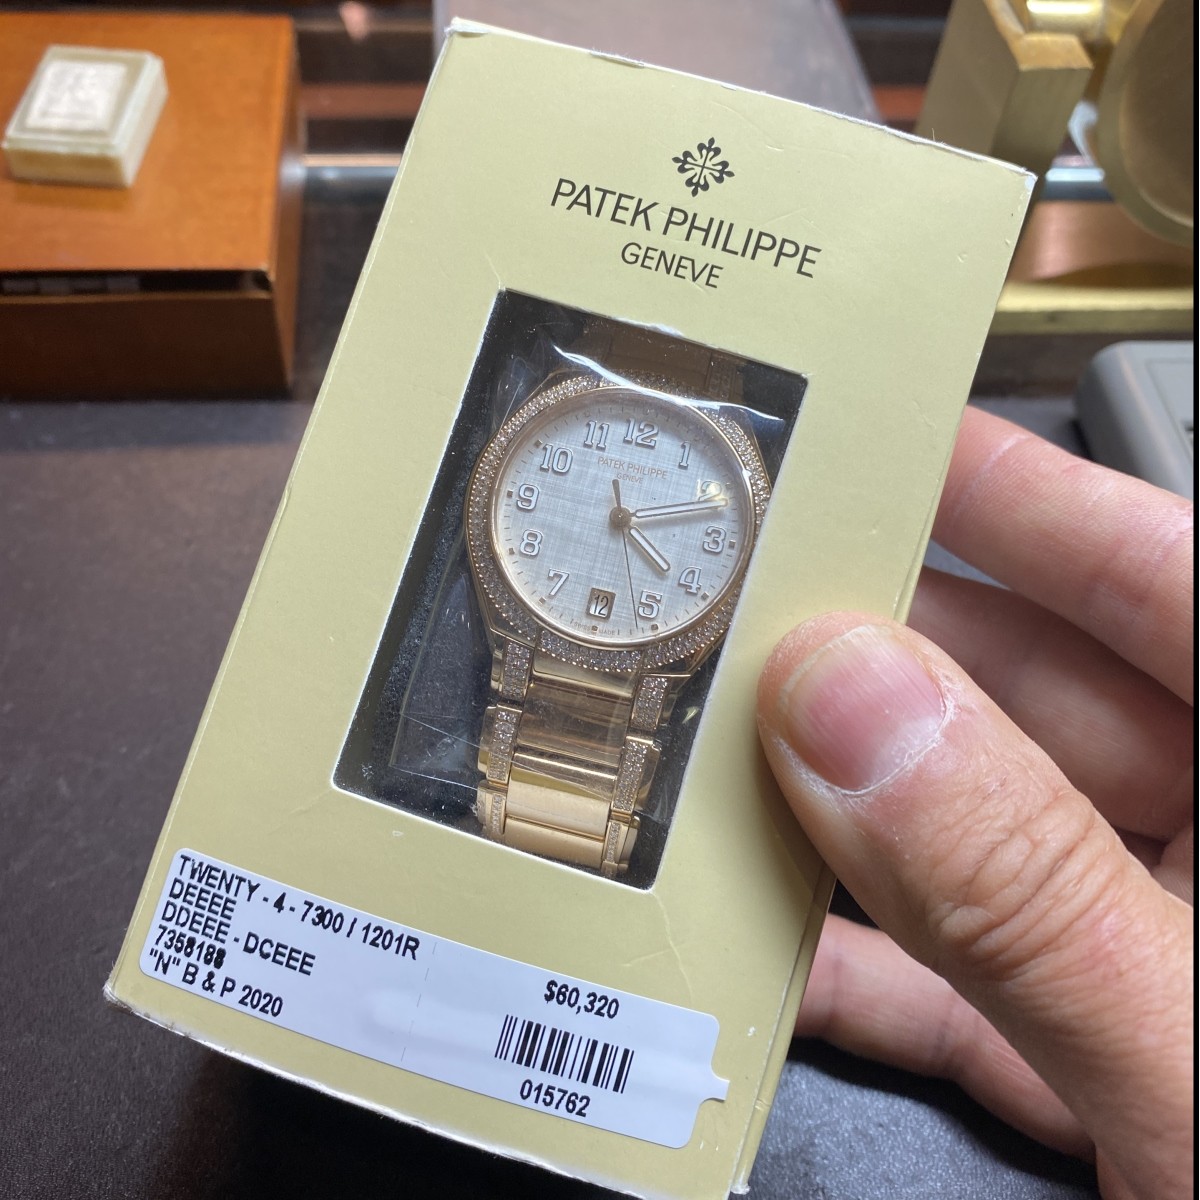 PATEK PHILIPPE
GENEVE
11 12 1
10 2
9 3
8 4
7 5
PATEK PHILIPPE
GENEVE
12
TWENTY - 4 - 7300 / 1201R
DEEEE
DDEEE - DCEEE
7358188
"N" B & P 2020
$60,320
015762